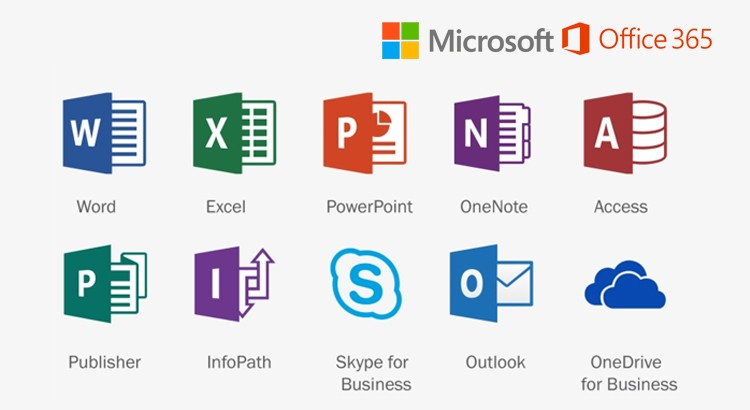 Microsoft Office 365
W X P N A
Word Excel PowerPoint OneNote Access
P I S O
Publisher InfoPath Skype for Business Outlook OneDrive for Business